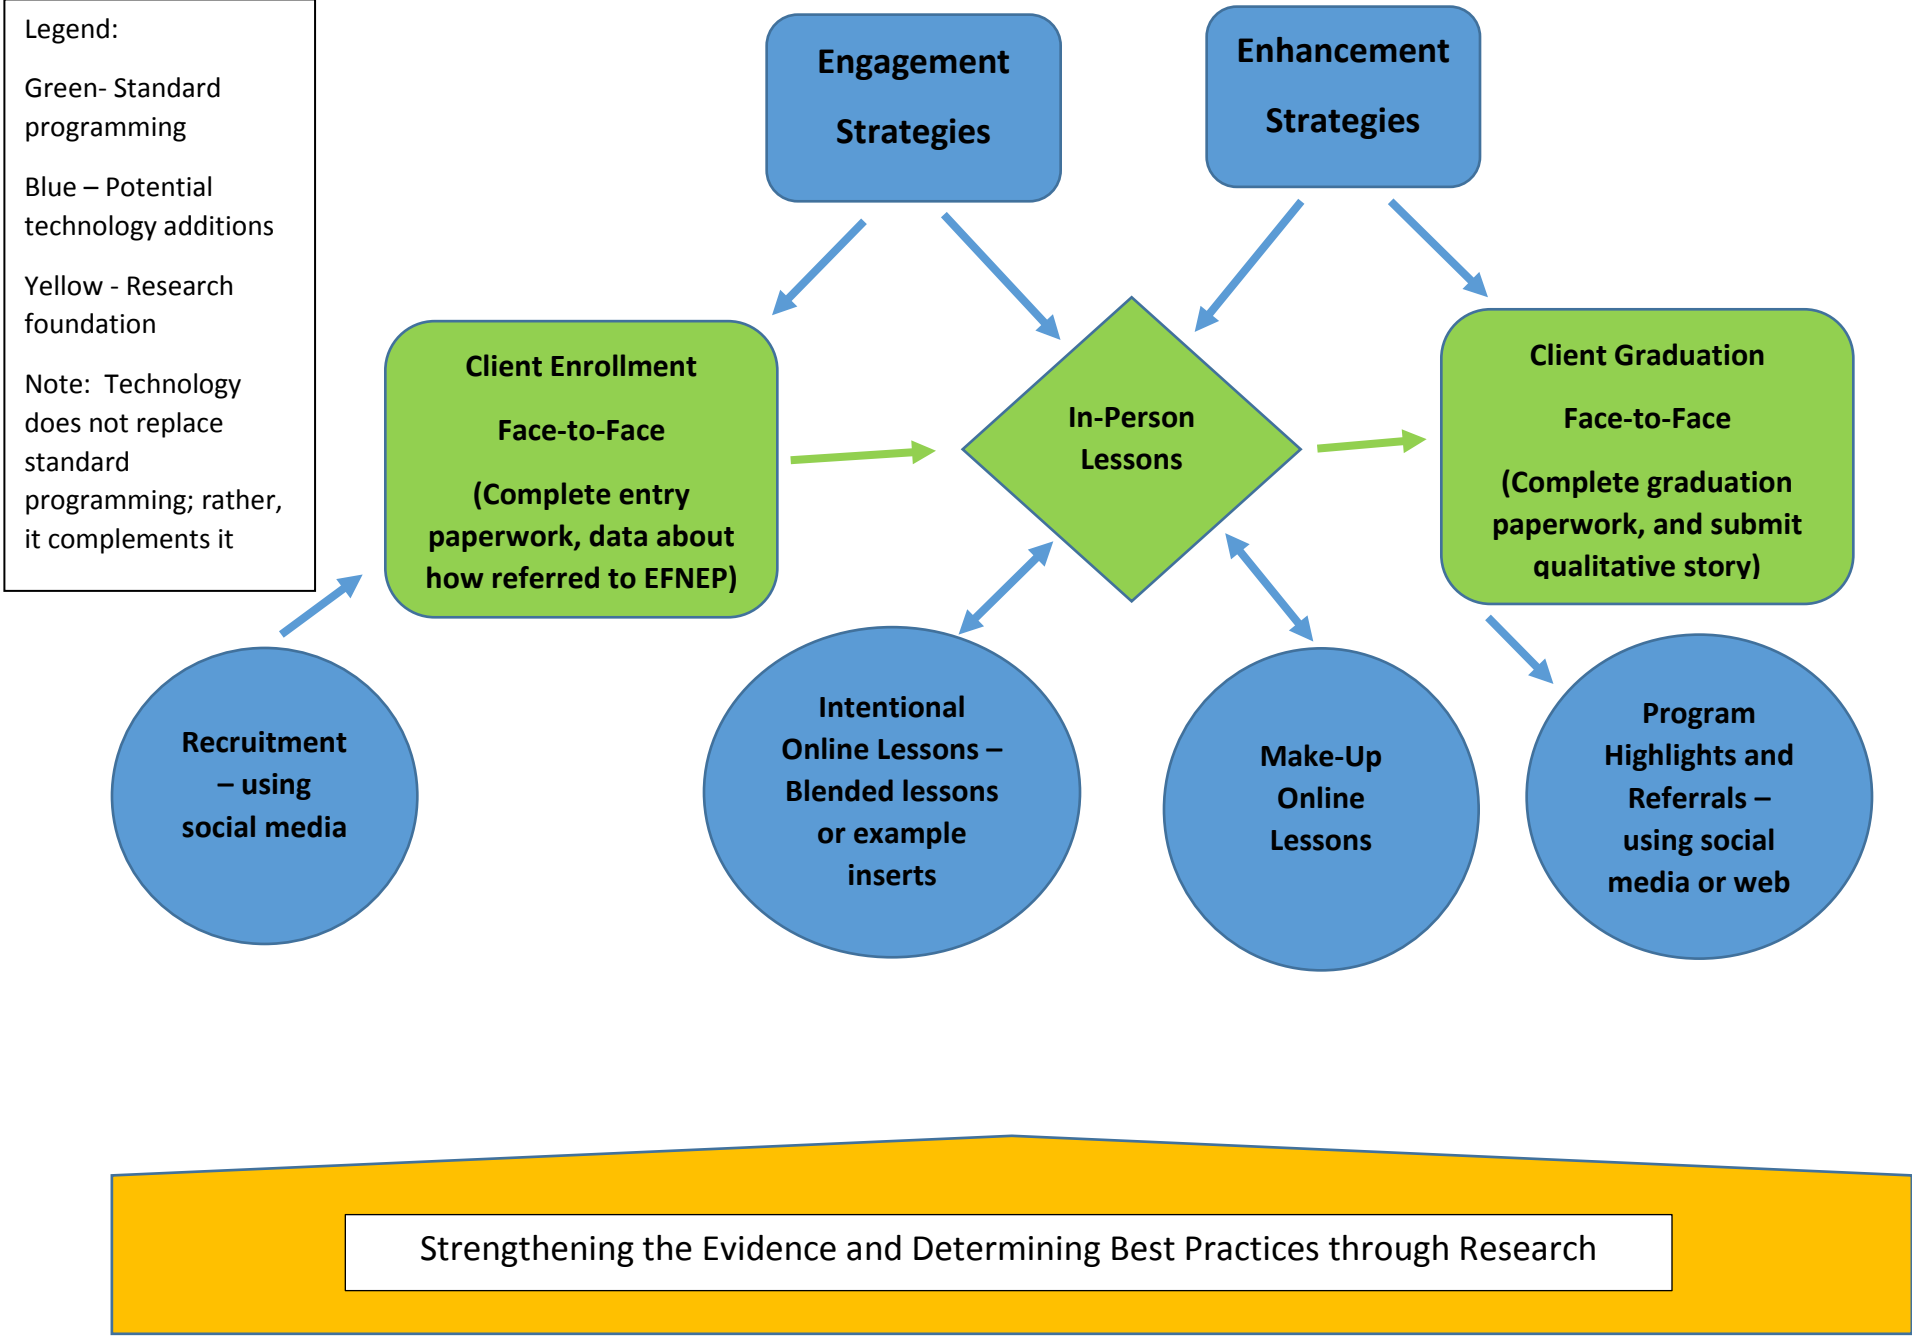 Legend:
Green- Standard
programming
Blue – Potential
technology additions
Yellow - Research
foundation
Note:  Technology
does not replace
standard
programming; rather,
it complements it
Engagement
Strategies
Enhancement
Strategies
Client Enrollment
Face-to-Face
(Complete entry
paperwork, data about
how referred to EFNEP)
In-Person
Lessons
Client Graduation
Face-to-Face
(Complete graduation
paperwork, and submit
qualitative story)
Recruitment
– using
social media
Intentional
Online Lessons –
Blended lessons
or example
inserts
Make-Up
Online
Lessons
Program
Highlights and
Referrals –
using social
media or web
Strengthening the Evidence and Determining Best Practices through Research